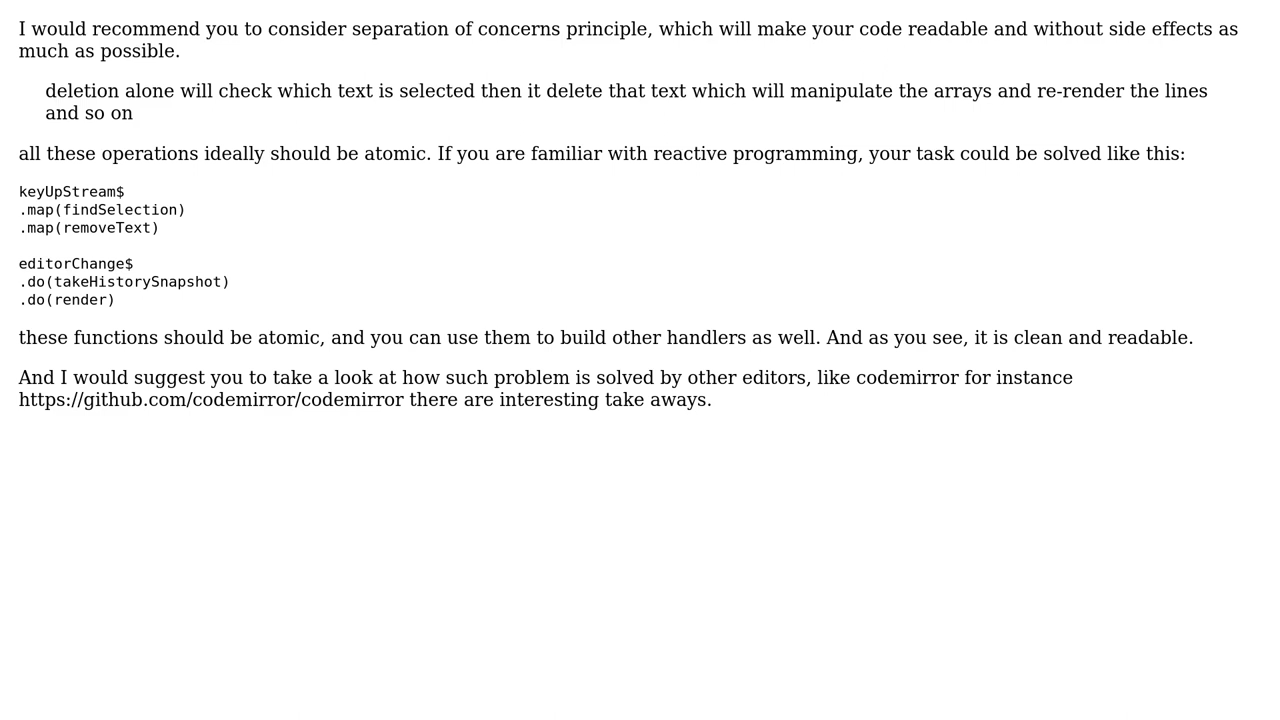 I would recommend you to consider separation of concerns principle, which will make your code readable and without side effects as
much as possible.
deletion alone will check which text is selected then it delete that text which will manipulate the arrays and re-render the lines
and so on
all these operations ideally should be atomic. If you are familiar with reactive programming, your task could be solved like this:
keyUpStream$
.map(findSelection)
.map(removeText)
editorChange$
.do(takeHistorySnapshot)
.do(render)
these functions should be atomic, and you can use them to build other handlers as well. And as you see, it is clean and readable.
And I would suggest you to take a look at how such problem is solved by other editors, like codemirror for instance
https://github.com/codemirror/codemirror there are interesting take aways.